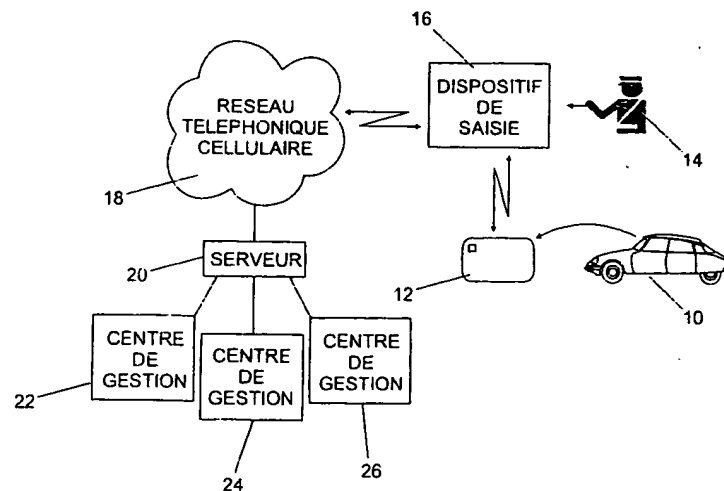 16
DISPOSITIF
DE
SAISIE
14
RESEAU
TELEPHONIQUE
CELLULAIRE
18
12
10
20
SERVEUR
CENTRE
DE
GESTION
22
CENTRE
DE
GESTION
24
CENTRE
DE
GESTION
26